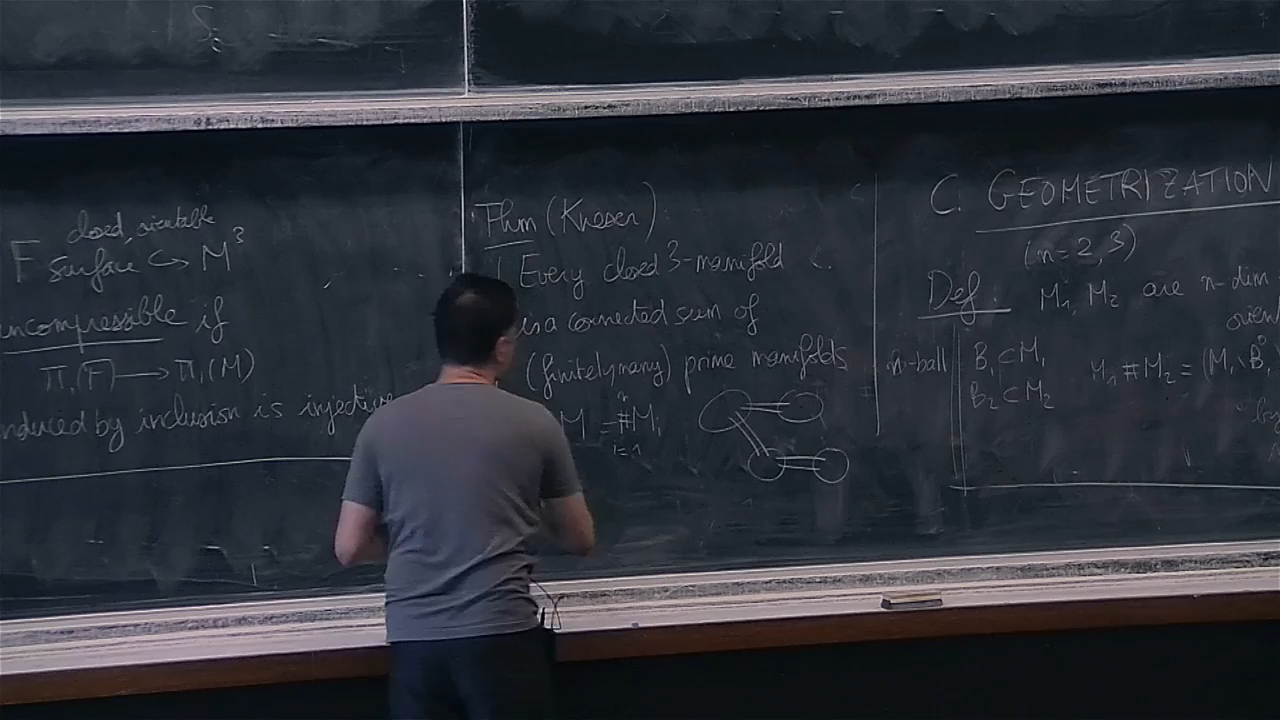 closed, orientable
F surface ↪ M³
incompressible if
π₁(F) ⟶ π₁(M)
induced by inclusion is injective
Thm (Kneser)
Every closed 3-manifold
is a connected sum of
(finitely many) prime manifolds
M = # Mᵢ
i=1
n
C. GEOMETRIZATION
(n=2,3)
Def: M₁, M₂ are n-dim
orien
n-ball B₁⊂M₁
B₂⊂M₂
M₁ # M₂ = (M₁ \ B̊₁